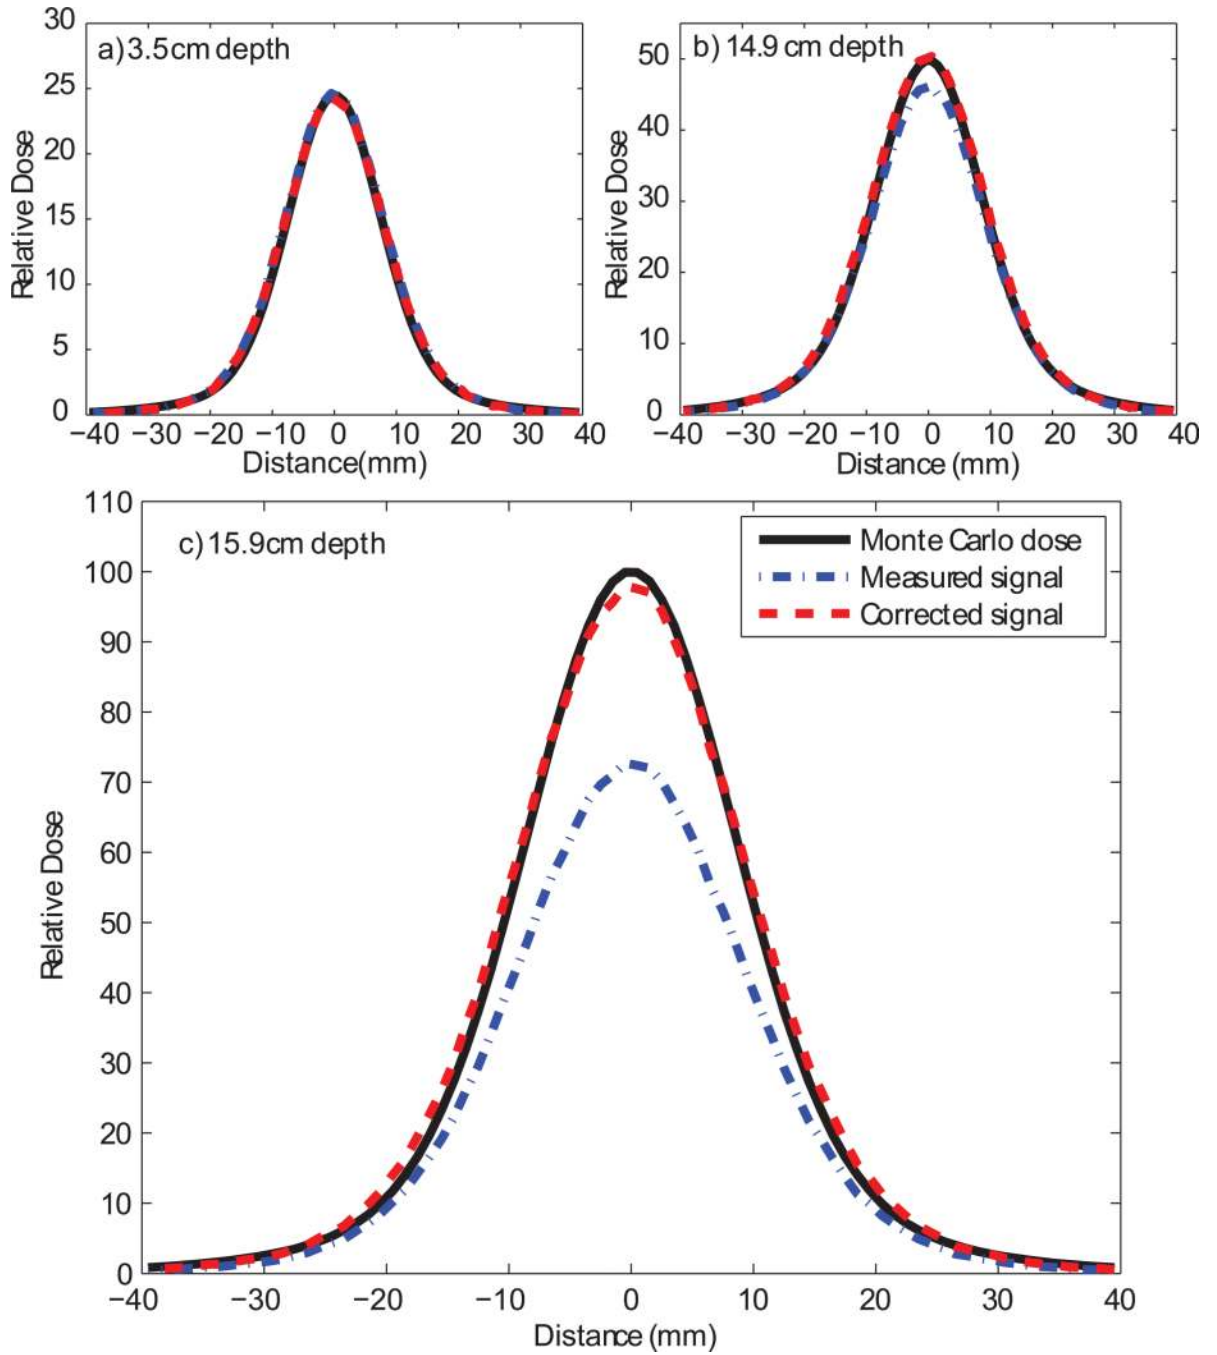 30
25
20
15
10
5
0
Relative Dose
a) 3.5cm depth
−40 −30 −20 −10 0 10 20 30 40
Distance(mm)
50
40
30
20
10
0
Relative Dose
b) 14.9 cm depth
−40 −30 −20 −10 0 10 20 30 40
Distance (mm)
110
100
90
80
70
60
50
40
30
20
10
0
Relative Dose
c) 15.9cm depth
Monte Carlo dose
Measured signal
Corrected signal
−40 −30 −20 −10 0 10 20 30 40
Distance (mm)